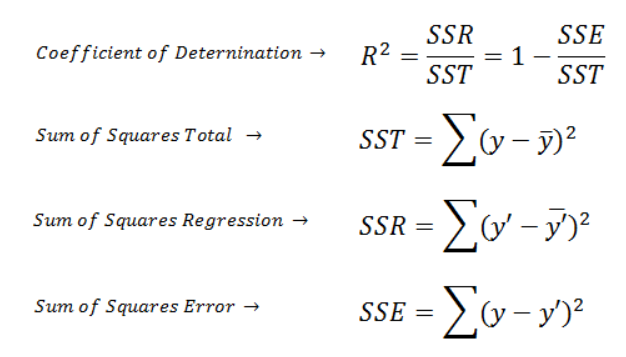 Coefficient of Deternination → R² = SSR/SST = 1 − SSE/SST
Sum of Squares Total → SST = ∑(y − ȳ)²
Sum of Squares Regression → SSR = ∑(y′ − y̅′̅)²
Sum of Squares Error → SSE = ∑(y − y′)²